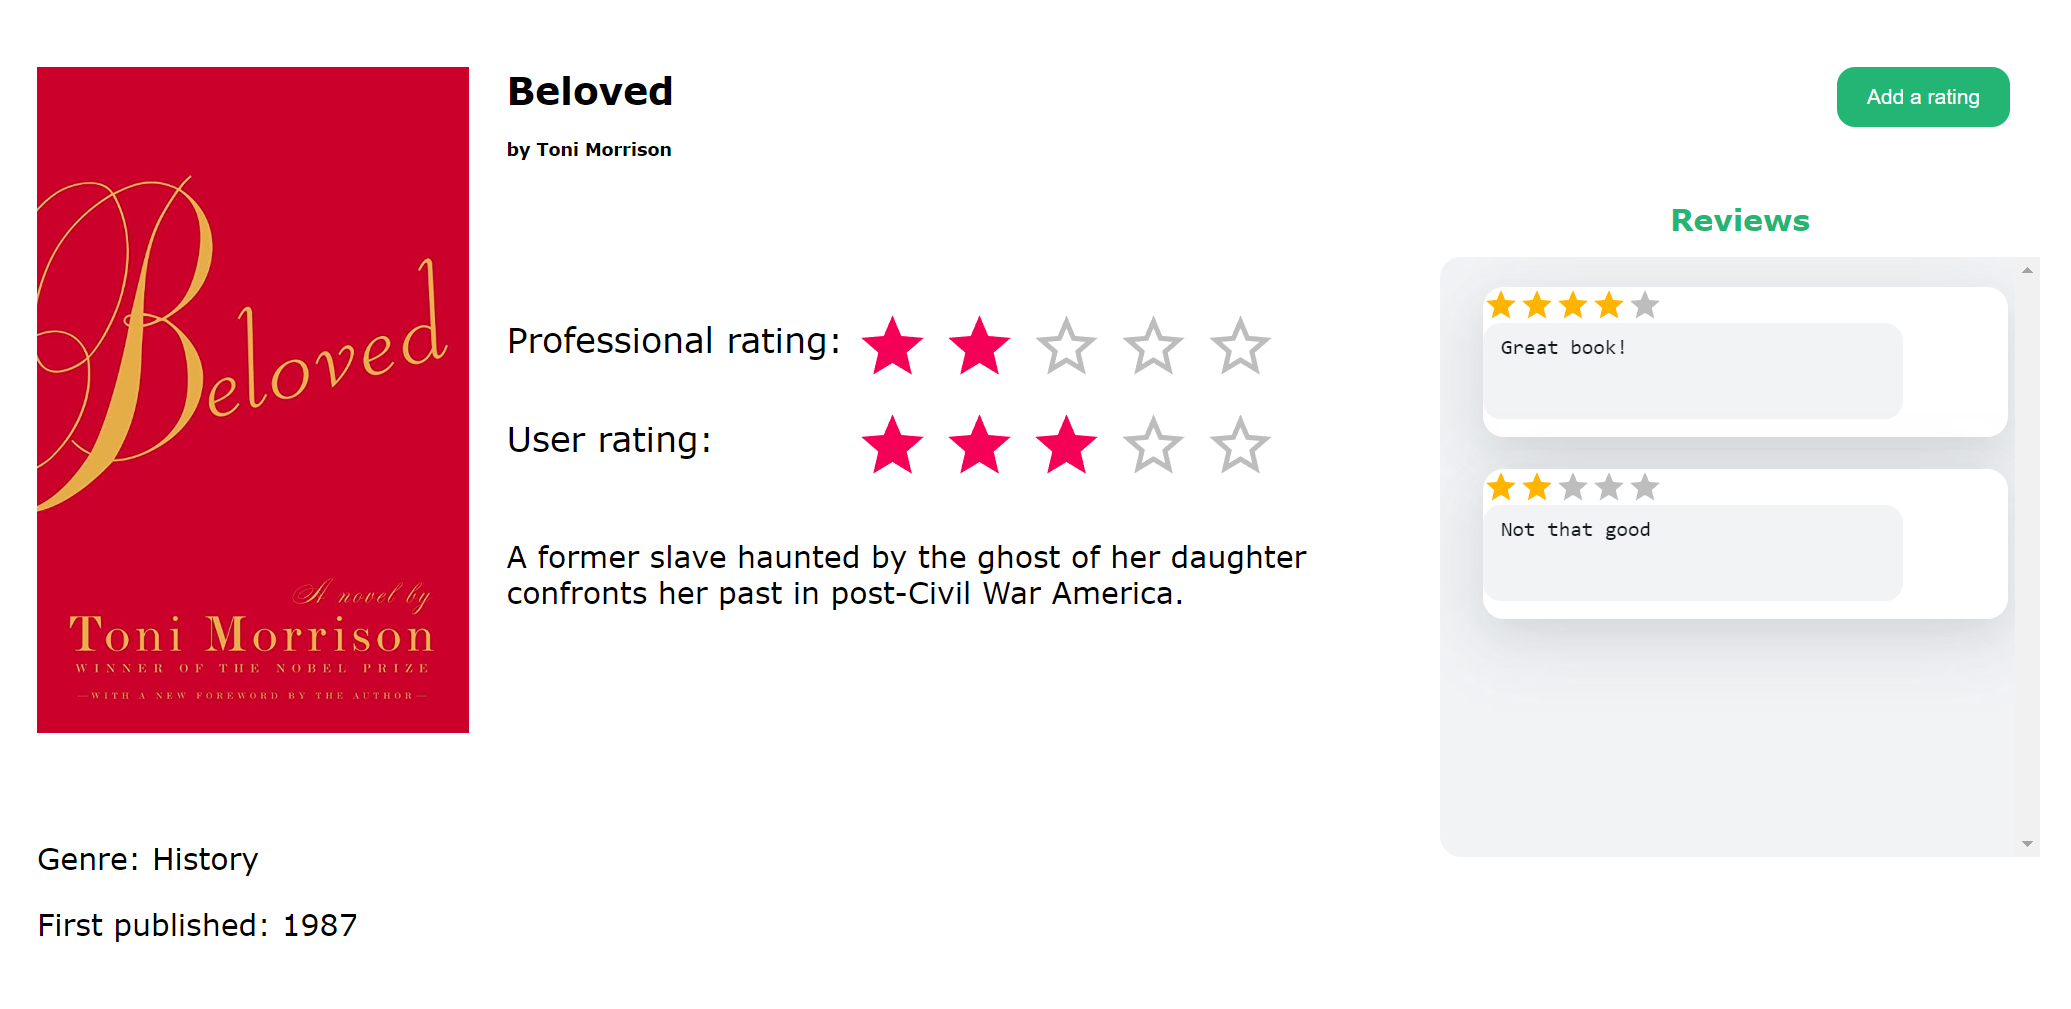 Beloved
A novel by
Toni Morrison
WINNER OF THE NOBEL PRIZE
—WITH A NEW FOREWORD BY THE AUTHOR—
Genre: History
First published: 1987
Beloved
by Toni Morrison
Professional rating:
User rating:
A former slave haunted by the ghost of her daughter
confronts her past in post-Civil War America.
Add a rating
Reviews
Great book!
Not that good